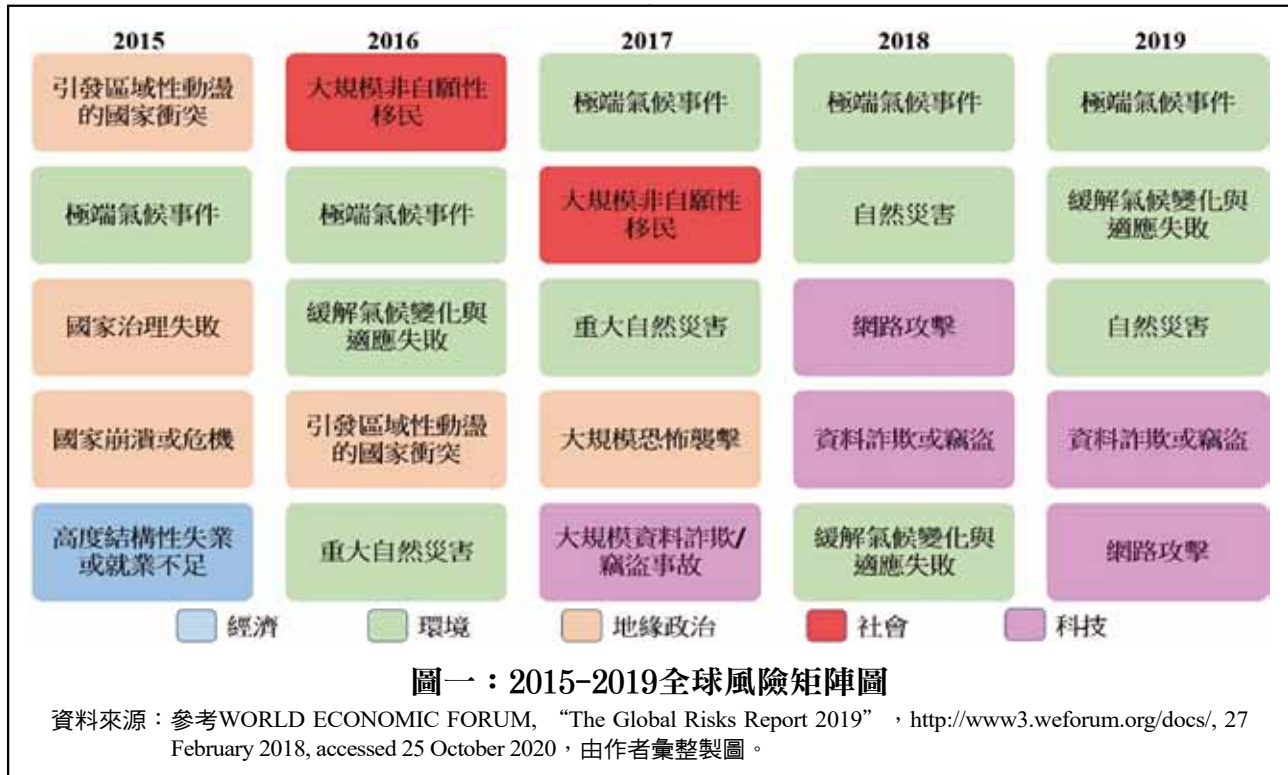 2015 2016 2017 2018 2019
引發區域性動盪
的國家衝突
大規模非自願性
移民
極端氣候事件
極端氣候事件
極端氣候事件
極端氣候事件
極端氣候事件
大規模非自願性
移民
自然災害
緩解氣候變化與
適應失敗
國家治理失敗
緩解氣候變化與
適應失敗
重大自然災害
網路攻擊
自然災害
國家崩潰或危機
引發區域性動盪
的國家衝突
大規模恐怖襲擊
資料詐欺或竊盜
資料詐欺或竊盜
高度結構性失業
或就業不足
重大自然災害
大規模資料詐欺/
竊盜事故
緩解氣候變化與
適應失敗
網路攻擊
經濟 環境 地緣政治 社會 科技
圖一：2015-2019全球風險矩陣圖
資料來源：參考WORLD ECONOMIC FORUM, “The Global Risks Report 2019”，http://www3.weforum.org/docs/, 27
February 2018, accessed 25 October 2020，由作者彙整製圖。